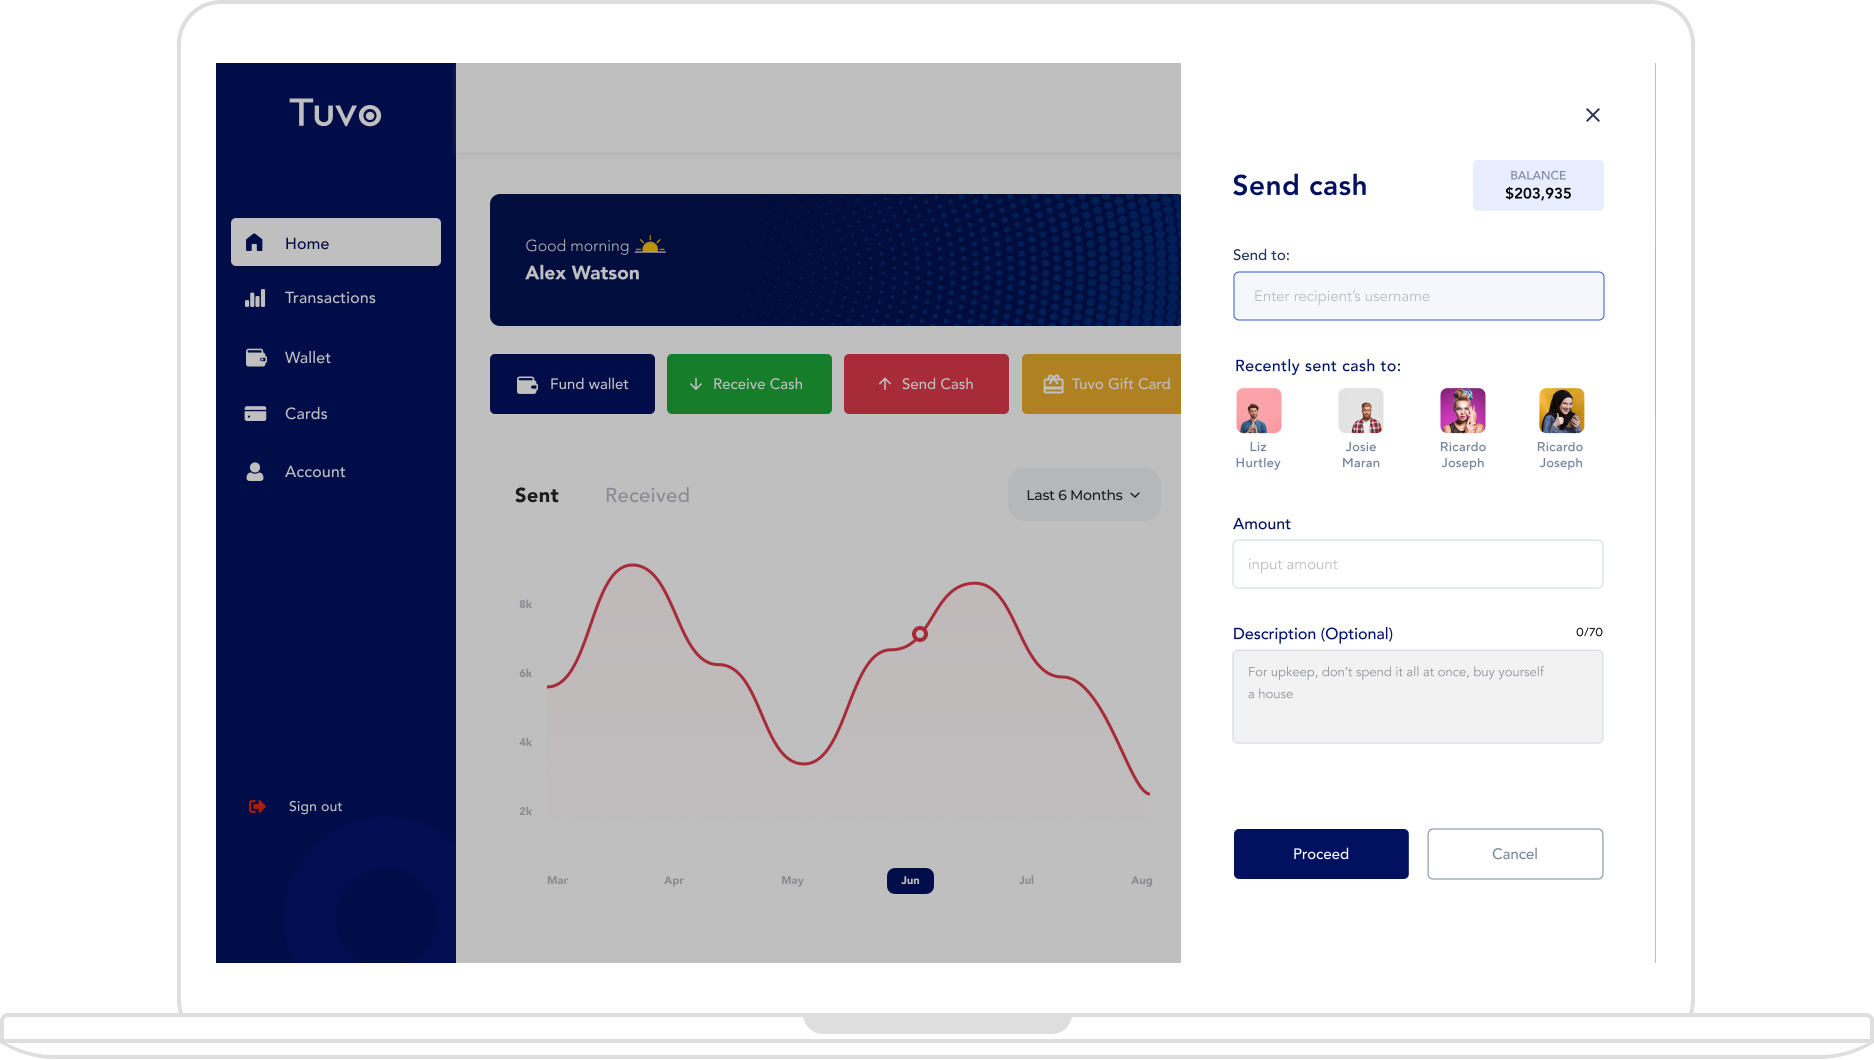 Tuvo
Home
Transactions
Wallet
Cards
Account
Sign out
Good morning
Alex Watson
Fund wallet
Receive Cash
Send Cash
Tuvo Gift Card
Sent
Received
Last 6 Months
8k
6k
4k
2k
Mar
Apr
May
Jun
Jul
Aug
Send cash
BALANCE
$203,935
Send to:
Enter recipient's username
Recently sent cash to:
Liz
Hurtley
Josie
Maran
Ricardo
Joseph
Ricardo
Joseph
Amount
input amount
Description (Optional)
0/70
For upkeep, don't spend it all at once, buy yourself
a house
Proceed
Cancel